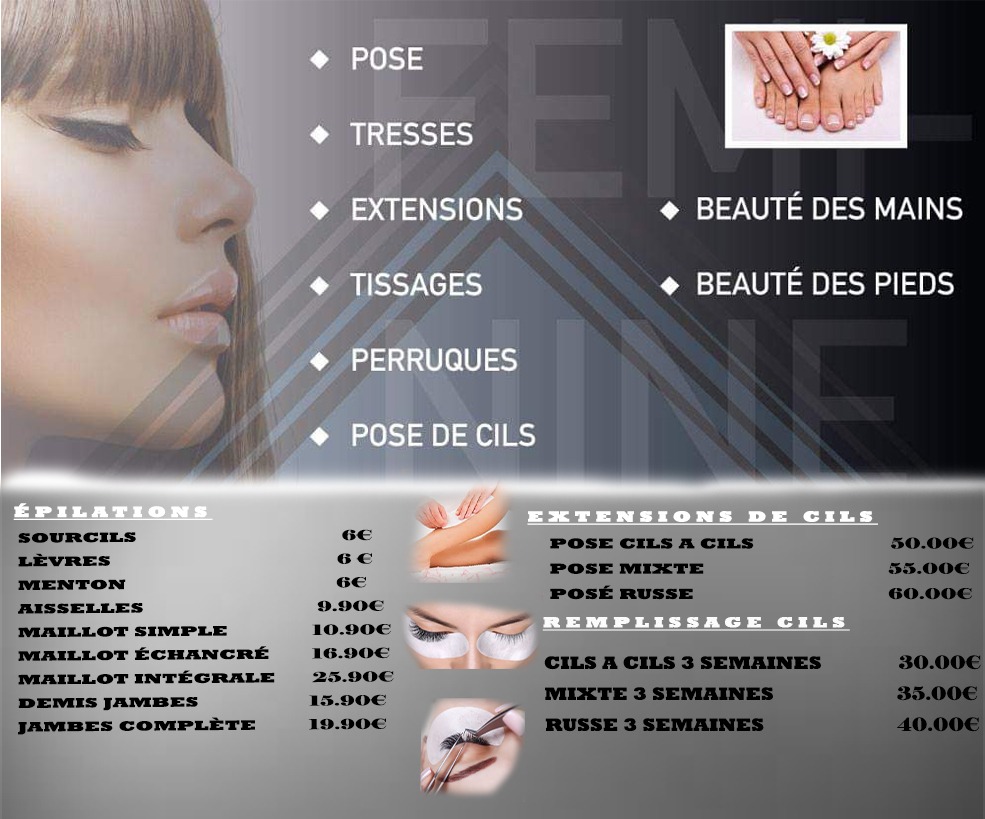 FEMI-
NINE
POSE
TRESSES
EXTENSIONS
TISSAGES
PERRUQUES
POSE DE CILS
BEAUTÉ DES MAINS
BEAUTÉ DES PIEDS
ÉPILATIONS
SOURCILS 6€
LÈVRES 6 €
MENTON 6€
AISSELLES 9.90€
MAILLOT SIMPLE 10.90€
MAILLOT ÉCHANCRÉ 16.90€
MAILLOT INTÉGRALE 25.90€
DEMIS JAMBES 15.90€
JAMBES COMPLÈTE 19.90€
EXTENSIONS DE CILS
POSE CILS A CILS 50.00€
POSE MIXTE 55.00€
POSÉ RUSSE 60.00€
REMPLISSAGE CILS
CILS A CILS 3 SEMAINES 30.00€
MIXTE 3 SEMAINES 35.00€
RUSSE 3 SEMAINES 40.00€